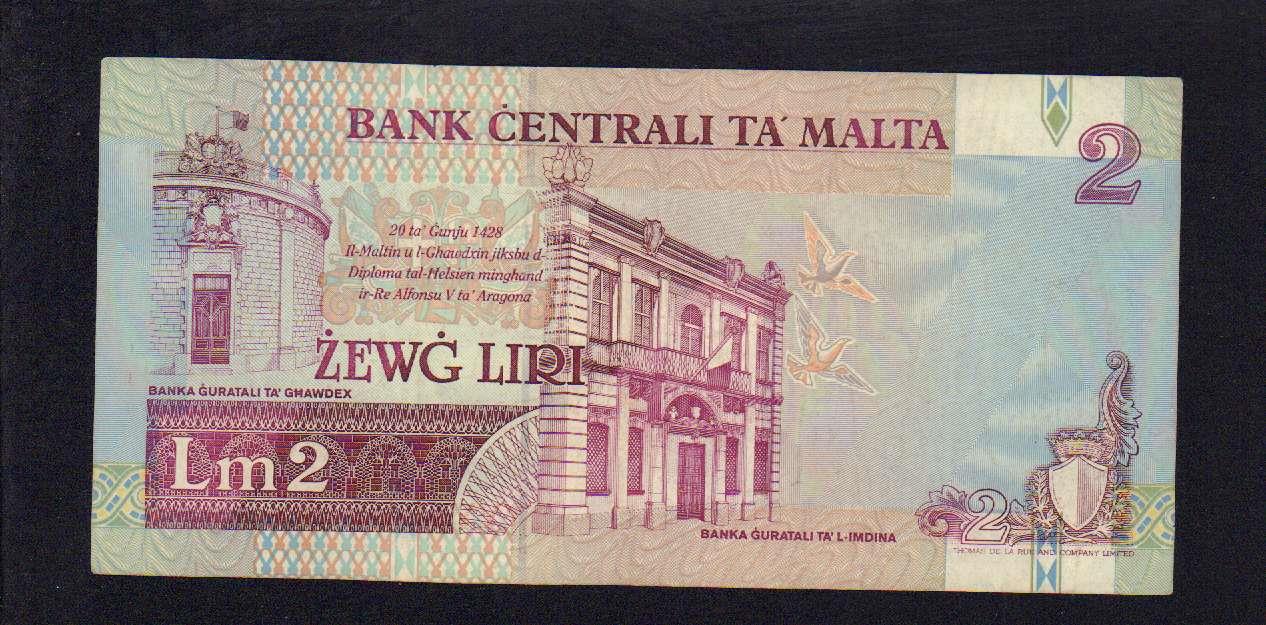 BANK ĊENTRALI TA' MALTA
2
20 ta' Ġunju 1428
Il-Maltin u l-Għawdxin jiksbu d-
Diploma tal-Ħelsien mingħand
ir-Re Alfonsu V ta' Aragona
ŻEWĠ LIRI
BANKA ĠURATALI TA' GĦAWDEX
Lm2
BANKA ĠURATALI TA' L-IMDINA
2
THOMAS DE LA RUE AND COMPANY LIMITED